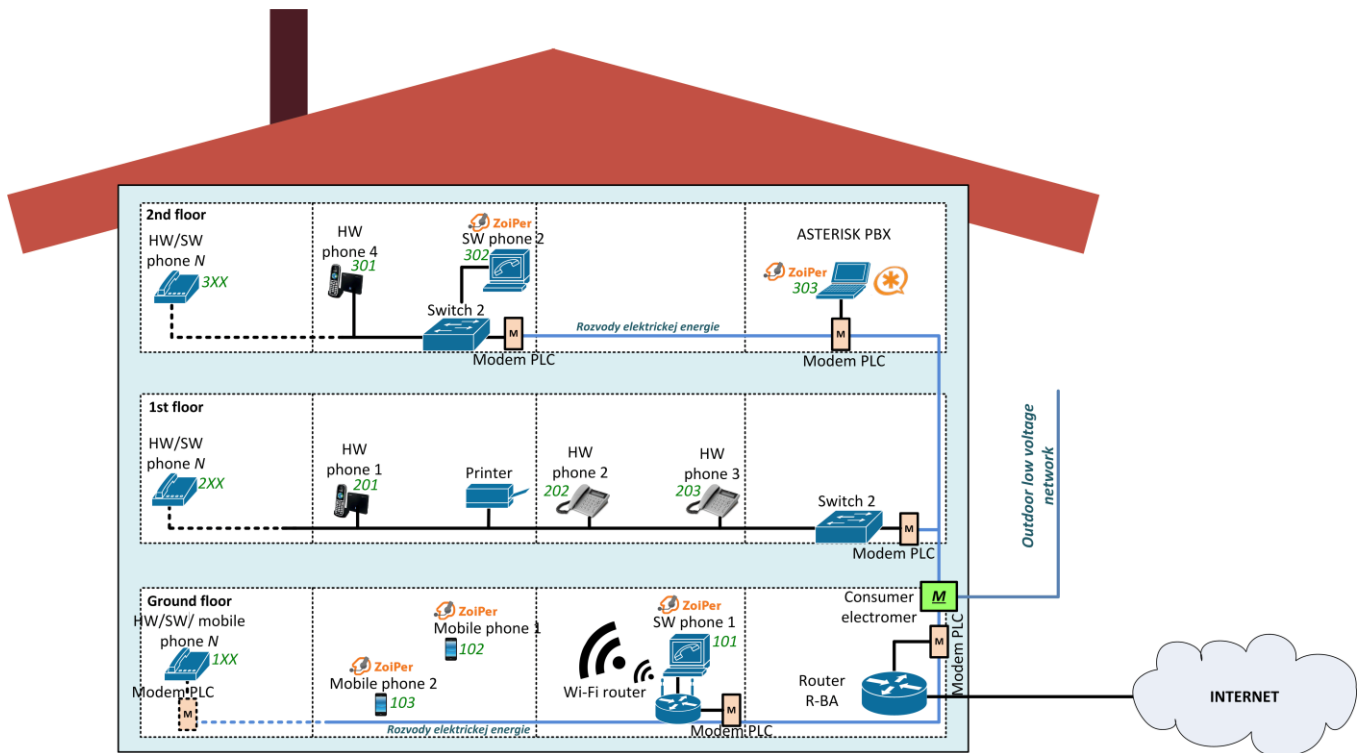 2nd floor
HW/SW
phone N
3XX
HW
phone 4
301
ZoiPer
SW phone 2
302
Switch 2
M
Modem PLC
Rozvody elektrickej energie
ASTERISK PBX
ZoiPer
303
M
Modem PLC
1st floor
HW/SW
phone N
2XX
HW
phone 1
201
Printer
HW
phone 2
202
HW
phone 3
203
Switch 2
M
Modem PLC
Outdoor low voltage
network
Ground floor
HW/SW/ mobile
phone N
1XX
Modem PLC
M
ZoiPer
Mobile phone 1
102
ZoiPer
Mobile phone 2
103
Rozvody elektrickej energie
ZoiPer
SW phone 1
101
Wi-Fi router
M
Modem PLC
Consumer
electromer
M
M
Modem PLC
Router
R-BA
INTERNET